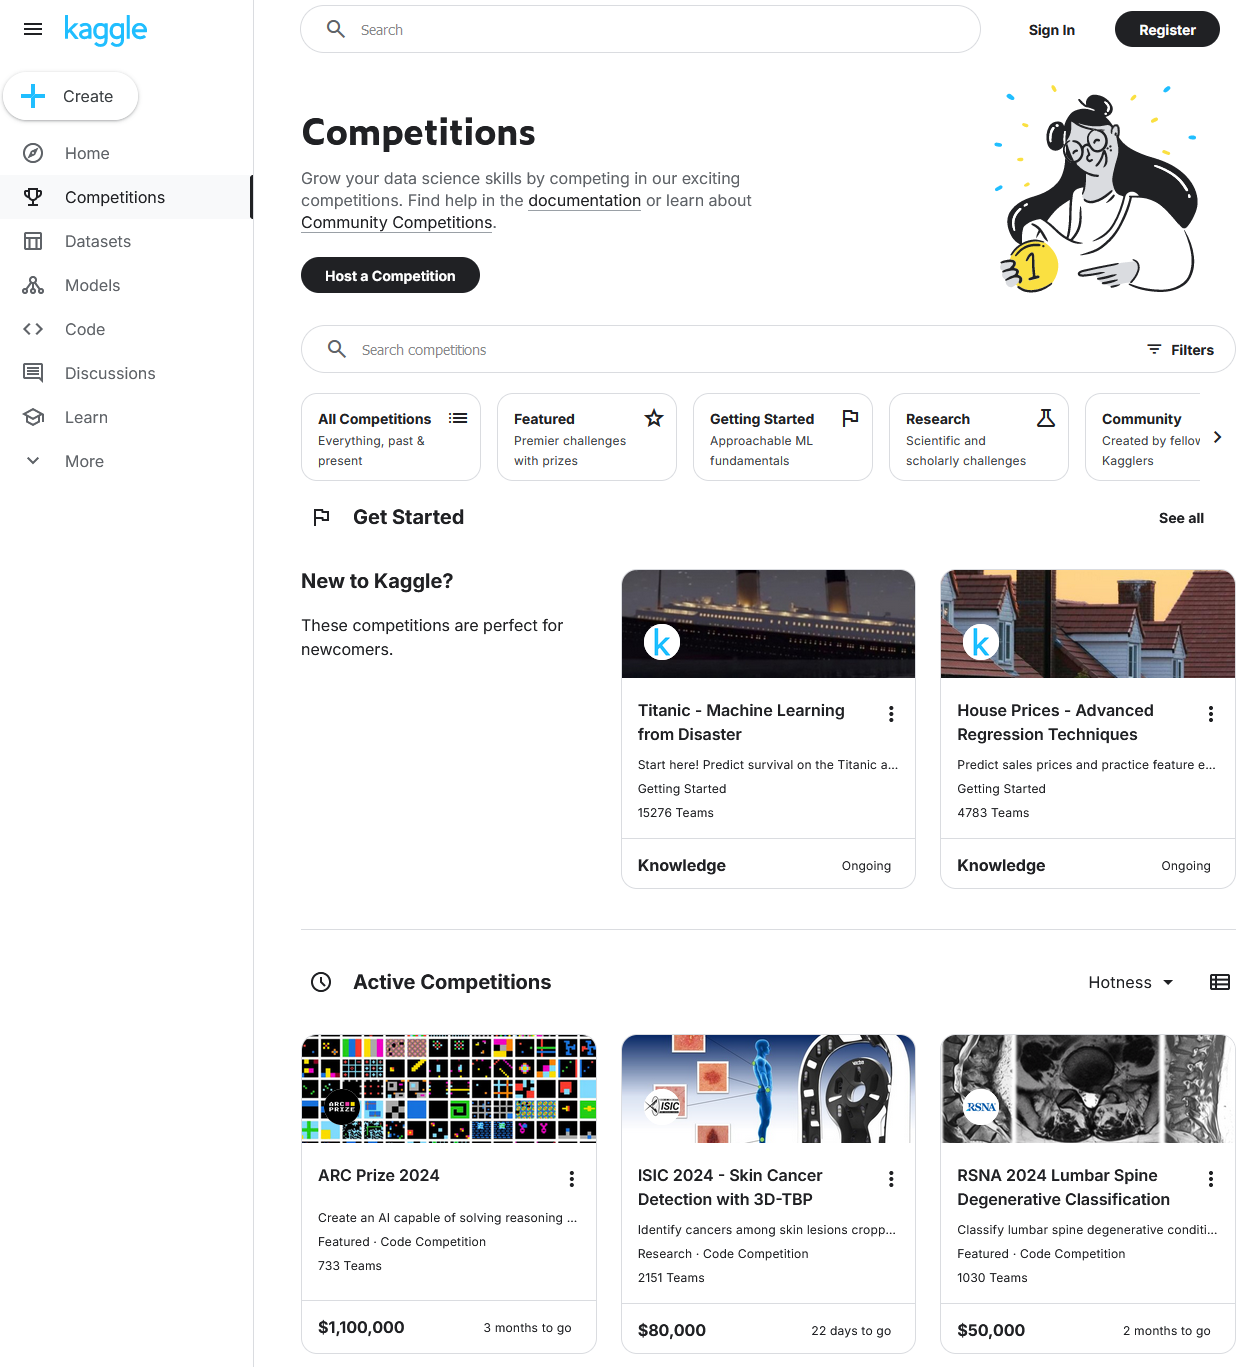 kaggle
Search
Sign In
Register
Create
Home
Competitions
Datasets
Models
Code
Discussions
Learn
More
Competitions
Grow your data science skills by competing in our exciting
competitions. Find help in the documentation or learn about
Community Competitions.
Host a Competition
1
Search competitions
Filters
All Competitions
Everything, past &
present
Featured
Premier challenges
with prizes
Getting Started
Approachable ML
fundamentals
Research
Scientific and
scholarly challenges
Community
Created by fellow
Kagglers
Get Started
See all
New to Kaggle?
These competitions are perfect for
newcomers.
k
Titanic - Machine Learning
from Disaster
Start here! Predict survival on the Titanic a...
Getting Started
15276 Teams
Knowledge
Ongoing
k
House Prices - Advanced
Regression Techniques
Predict sales prices and practice feature e...
Getting Started
4783 Teams
Knowledge
Ongoing
Active Competitions
Hotness
ARC
PRIZE
ARC Prize 2024
Create an AI capable of solving reasoning ...
Featured · Code Competition
733 Teams
$1,100,000
3 months to go
ISIC
ISIC 2024 - Skin Cancer
Detection with 3D-TBP
Identify cancers among skin lesions cropp...
Research · Code Competition
2151 Teams
$80,000
22 days to go
RSNA
RSNA 2024 Lumbar Spine
Degenerative Classification
Classify lumbar spine degenerative conditi...
Featured · Code Competition
1030 Teams
$50,000
2 months to go